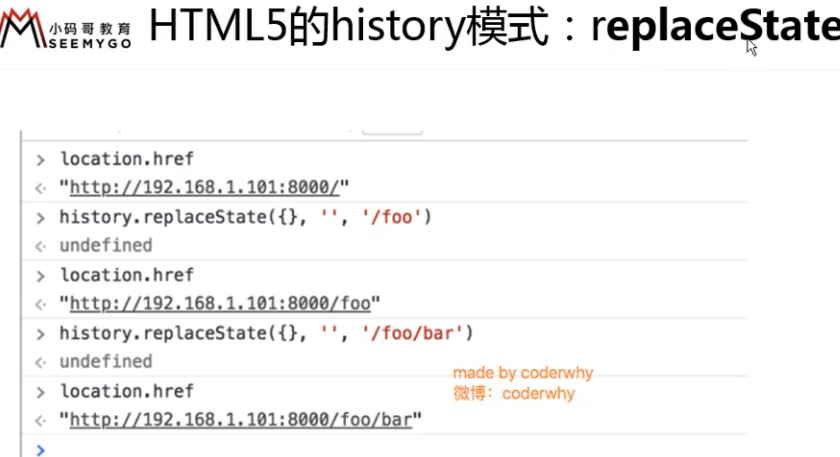 小码哥教育
SEEMYGO
HTML5的history模式：replaceState
> location.href
<· "http://192.168.1.101:8000/"
> history.replaceState({}, '', '/foo')
<· undefined
> location.href
<· "http://192.168.1.101:8000/foo"
> history.replaceState({}, '', '/foo/bar')
<· undefined
> location.href
<· "http://192.168.1.101:8000/foo/bar"
>
made by coderwhy
微博：coderwhy